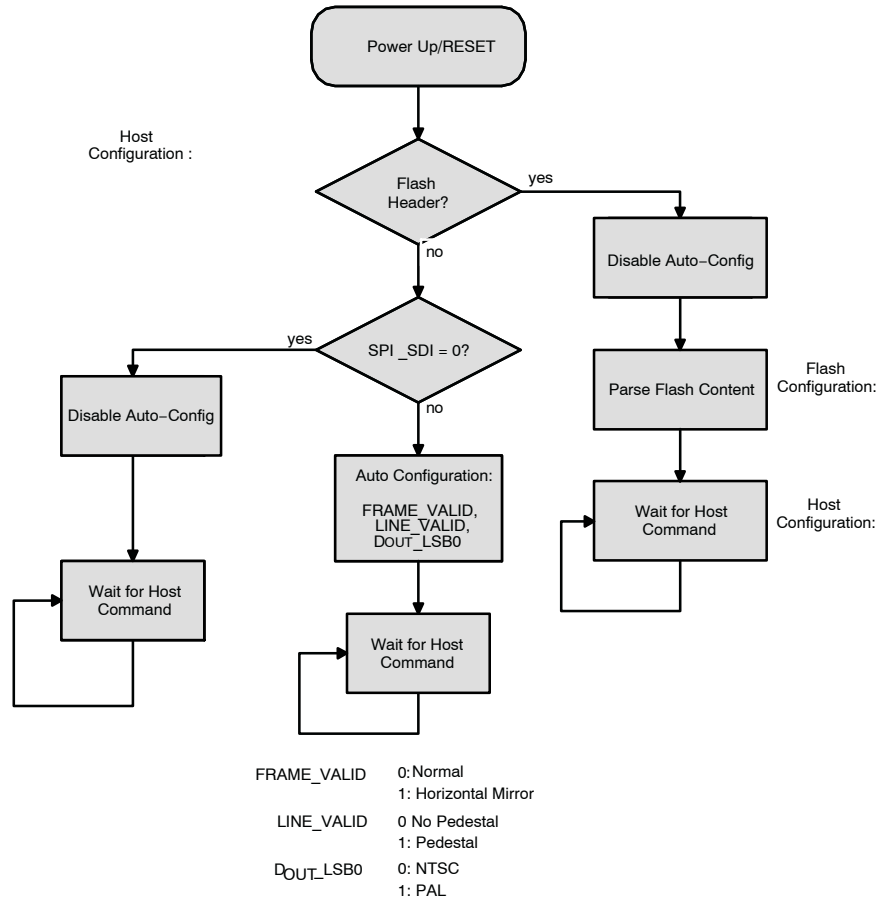 Power Up/RESET
Host
Configuration :
Flash
Header?
yes
no
Disable Auto−Config
SPI _SDI = 0?
yes
no
Parse Flash Content
Flash
Configuration:
Disable Auto−Config
Auto Configuration:
FRAME_VALID,
LINE_VALID,
DOUT_LSB0
Wait for Host
Command
Host
Configuration:
Wait for Host
Command
Wait for Host
Command
FRAME_VALID 0: Normal
1: Horizontal Mirror
LINE_VALID 0 No Pedestal
1: Pedestal
DOUT_LSB0 0: NTSC
1: PAL